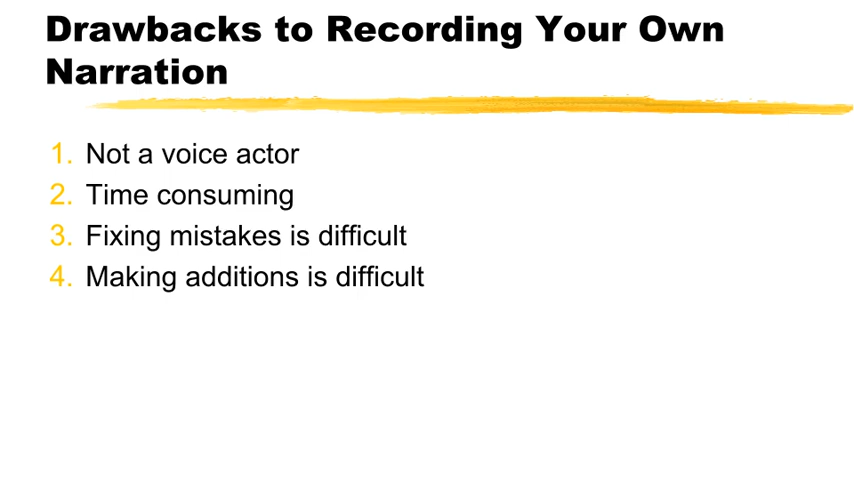 Drawbacks to Recording Your Own
Narration
1. Not a voice actor
2. Time consuming
3. Fixing mistakes is difficult
4. Making additions is difficult